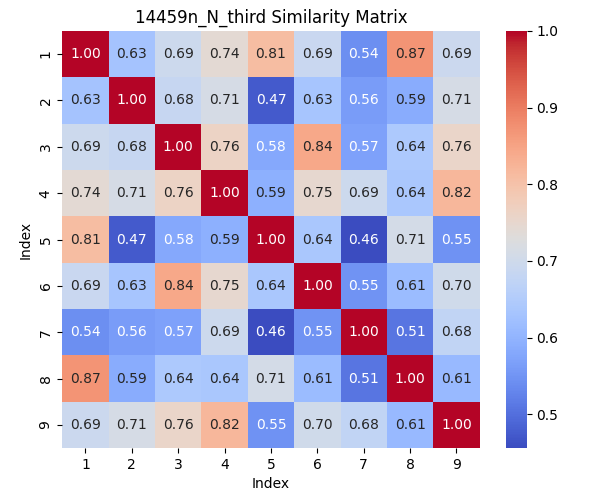 14459n_N_third Similarity Matrix
1 1.00 0.63 0.69 0.74 0.81 0.69 0.54 0.87 0.69
2 0.63 1.00 0.68 0.71 0.47 0.63 0.56 0.59 0.71
3 0.69 0.68 1.00 0.76 0.58 0.84 0.57 0.64 0.76
4 0.74 0.71 0.76 1.00 0.59 0.75 0.69 0.64 0.82
5 0.81 0.47 0.58 0.59 1.00 0.64 0.46 0.71 0.55
6 0.69 0.63 0.84 0.75 0.64 1.00 0.55 0.61 0.70
7 0.54 0.56 0.57 0.69 0.46 0.55 1.00 0.51 0.68
8 0.87 0.59 0.64 0.64 0.71 0.61 0.51 1.00 0.61
9 0.69 0.71 0.76 0.82 0.55 0.70 0.68 0.61 1.00
1 2 3 4 5 6 7 8 9
Index
Index
1.0
0.9
0.8
0.7
0.6
0.5